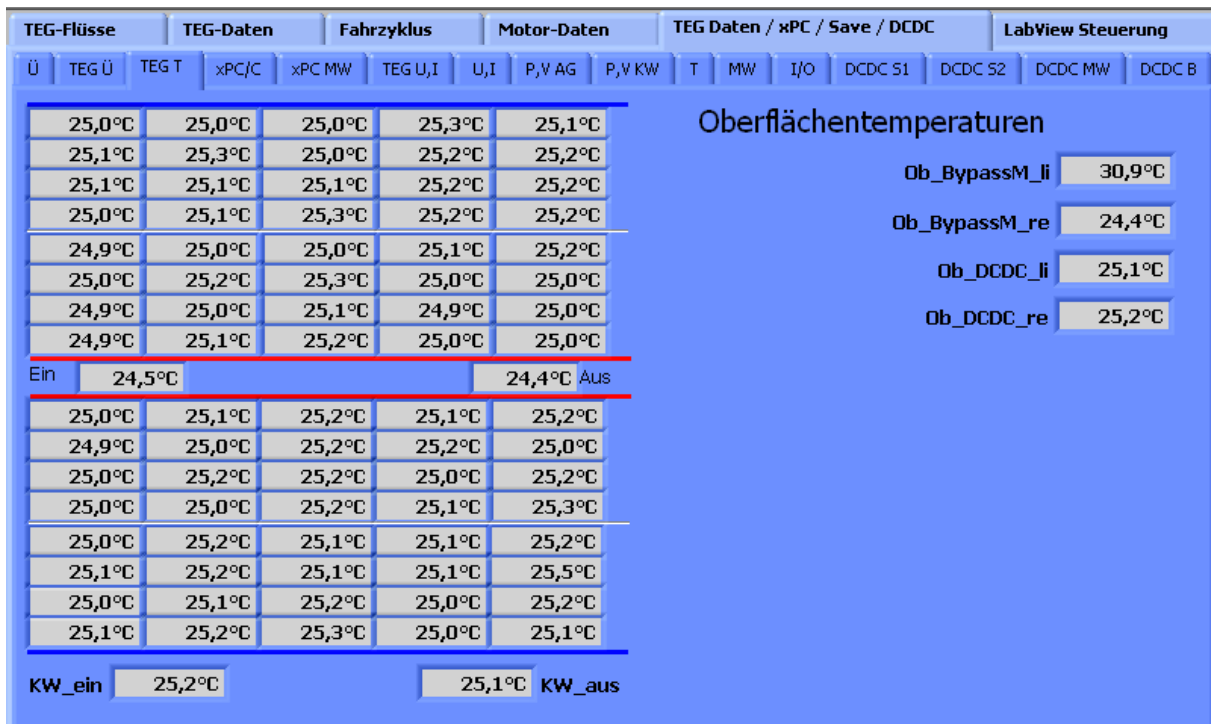 TEG-Flüsse TEG-Daten Fahrzyklus Motor-Daten TEG Daten / xPC / Save / DCDC LabView Steuerung
Ü TEG Ü TEG T xPC/C xPC MW TEG U,I U,I P,V AG P,V KW T MW I/O DCDC S1 DCDC S2 DCDC MW DCDC B
25,0°C 25,0°C 25,0°C 25,3°C 25,1°C
25,1°C 25,3°C 25,0°C 25,2°C 25,2°C
25,1°C 25,1°C 25,1°C 25,2°C 25,2°C
25,0°C 25,1°C 25,3°C 25,2°C 25,2°C
24,9°C 25,0°C 25,0°C 25,1°C 25,2°C
25,0°C 25,2°C 25,3°C 25,0°C 25,0°C
24,9°C 25,0°C 25,1°C 24,9°C 25,0°C
24,9°C 25,1°C 25,2°C 25,0°C 25,0°C
Ein 24,5°C 24,4°C Aus
25,0°C 25,1°C 25,2°C 25,1°C 25,2°C
24,9°C 25,0°C 25,2°C 25,2°C 25,0°C
25,0°C 25,2°C 25,2°C 25,0°C 25,2°C
25,0°C 25,0°C 25,2°C 25,1°C 25,3°C
25,0°C 25,2°C 25,1°C 25,1°C 25,2°C
25,1°C 25,2°C 25,1°C 25,1°C 25,5°C
25,0°C 25,1°C 25,2°C 25,0°C 25,2°C
25,1°C 25,2°C 25,3°C 25,0°C 25,1°C
KW_ein 25,2°C 25,1°C KW_aus
Oberflächentemperaturen
Ob_BypassM_li 30,9°C
Ob_BypassM_re 24,4°C
Ob_DCDC_li 25,1°C
Ob_DCDC_re 25,2°C